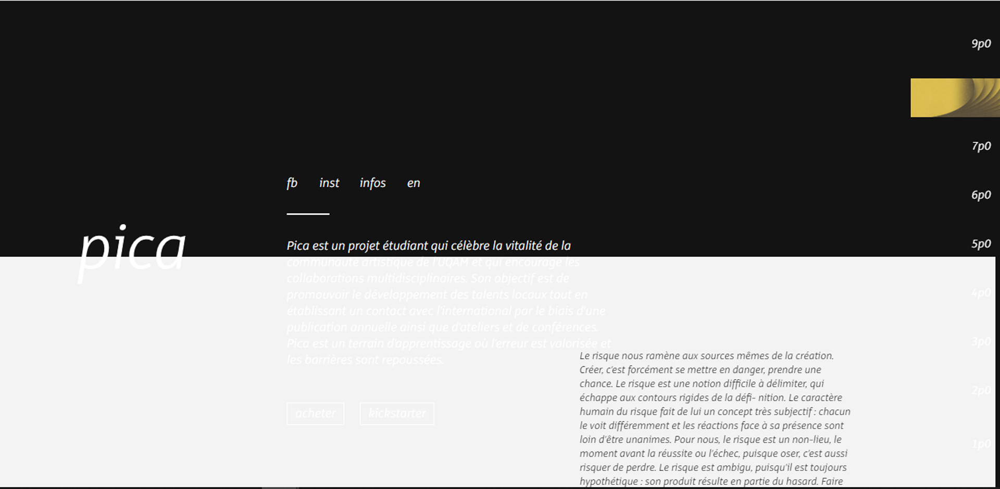 9p0
7p0
fb inst infos en
6p0
pica
Pica est un projet étudiant qui célèbre la vitalité de la
communauté artistique de l'UQAM et qui encourage les
collaborations multidisciplinaires. Son objectif est de
promouvoir le développement des talents locaux tout en
établissant un contact avec l'international par le biais d'une
publication annuelle ainsi que d'ateliers et de conférences.
Pica est un terrain d'apprentissage où l'erreur est valorisée et
les barrières sont repoussées.
acheter kickstarter
5p0
4p0
3p0
2p0
1p0
Le risque nous ramène aux sources mêmes de la création.
Créer, c'est forcément se mettre en danger, prendre une
chance. Le risque est une notion difficile à délimiter, qui
échappe aux contours rigides de la défi- nition. Le caractère
humain du risque fait de lui un concept très subjectif : chacun
le voit différemment et les réactions face à sa présence sont
loin d'être unanimes. Pour nous, le risque est un non-lieu, le
moment avant la réussite ou l'échec, puisque oser, c'est aussi
risquer de perdre. Le risque est ambigu, puisqu'il est toujours
hypothétique : son produit résulte en partie du hasard. Faire